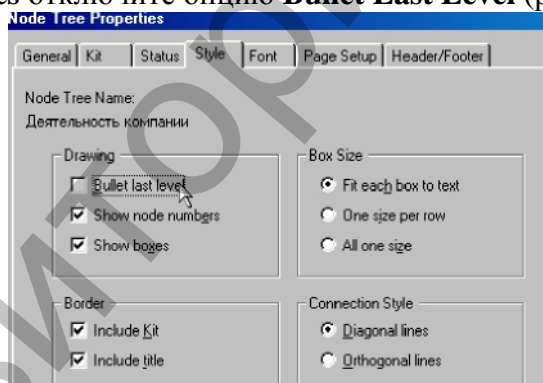 es отключите опцию Bullet Last Level (р
Node Tree Properties
General Kit Status Style Font Page Setup Header/Footer
Node Tree Name:
Деятельность компании
Drawing
Bullet last level
Show node numbers
Show boxes
Box Size
Fit each box to text
One size per row
All one size
Border
Include Kit
Include title
Connection Style
Diagonal lines
Orthogonal lines